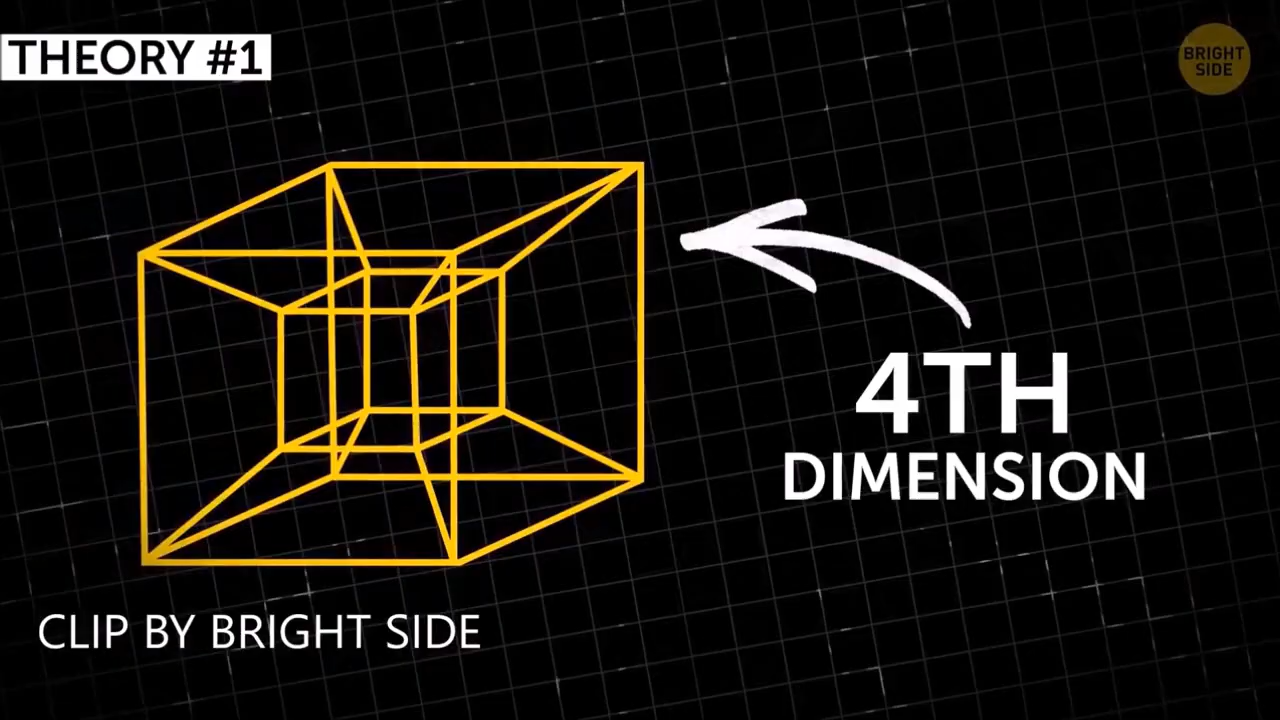 THEORY #1
BRIGHT
SIDE
4TH
DIMENSION
CLIP BY BRIGHT SIDE